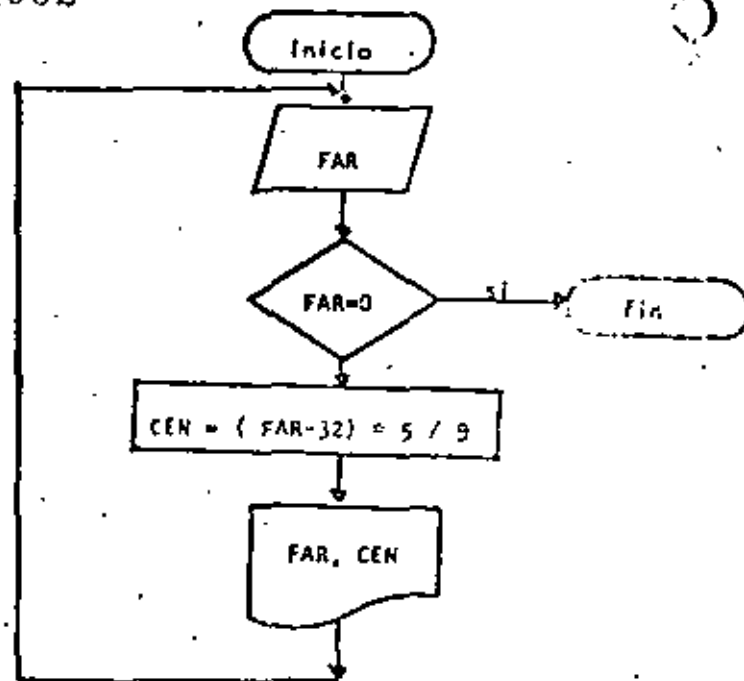 Inicio
FAR
FAR=0
si
Fin
CEN = ( FAR-32) * 5 / 9
FAR, CEN